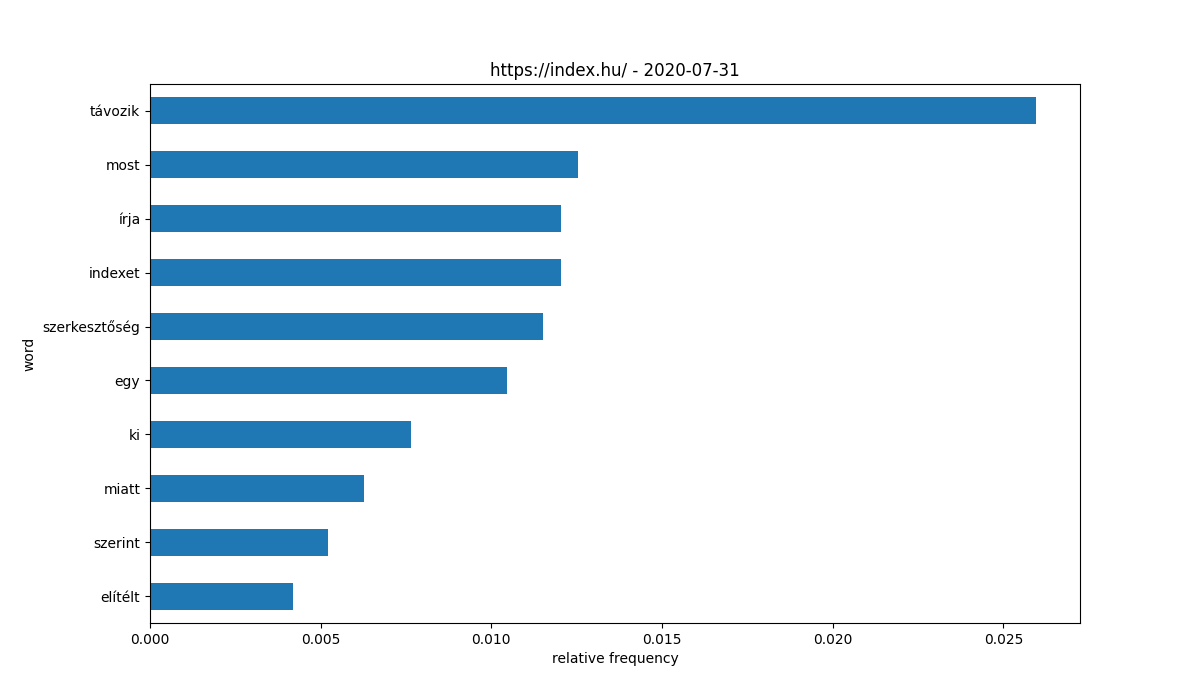 https://index.hu/ - 2020-07-31
távozik
most
írja
indexet
szerkesztőség
egy
ki
miatt
szerint
elítélt
word
0.000 0.005 0.010 0.015 0.020 0.025
relative frequency